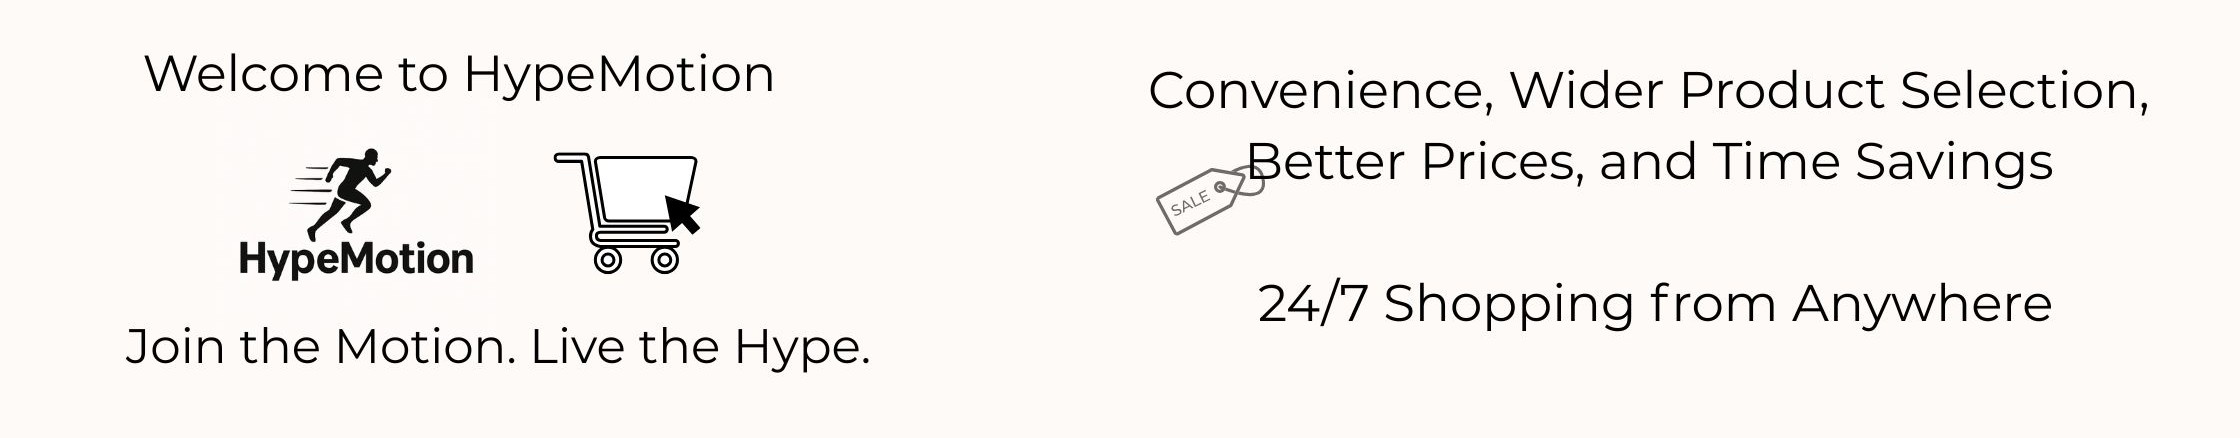 Welcome to HypeMotion
HypeMotion
Join the Motion. Live the Hype.
Convenience, Wider Product Selection,
Better Prices, and Time Savings
SALE
24/7 Shopping from Anywhere